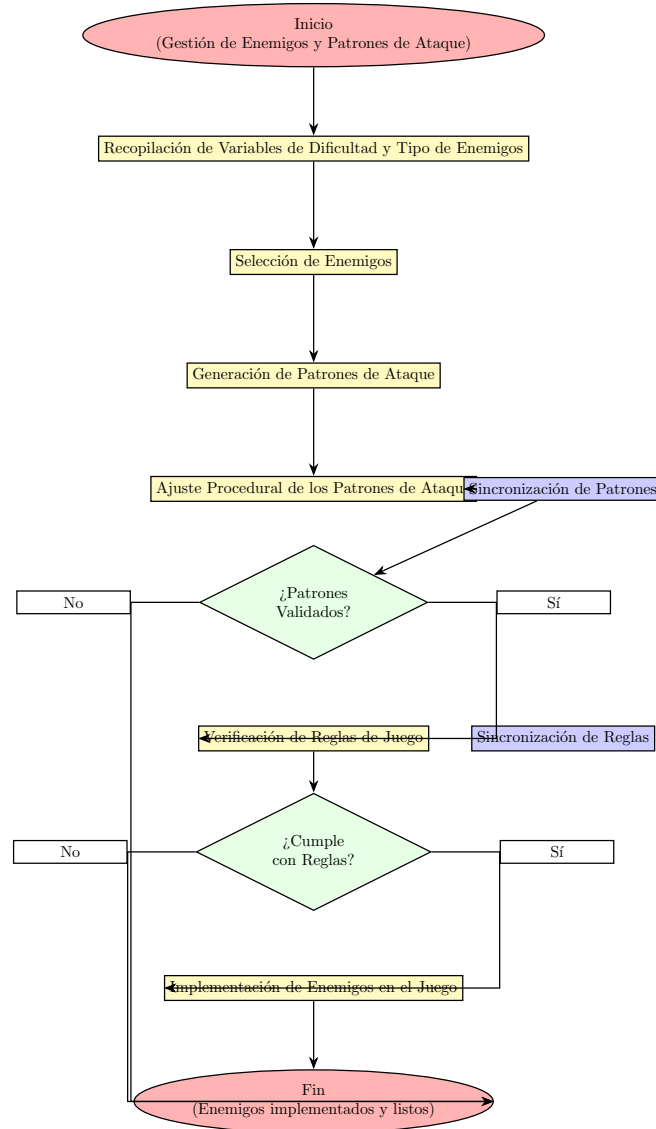 Inicio
(Gestión de Enemigos y Patrones de Ataque)
Recopilación de Variables de Dificultad y Tipo de Enemigos
Selección de Enemigos
Generación de Patrones de Ataque
Ajuste Procedural de los Patrones de Ataque
Sincronización de Patrones
¿Patrones
Validados?
No
Sí
Verificación de Reglas de Juego
Sincronización de Reglas
¿Cumple
con Reglas?
No
Sí
Implementación de Enemigos en el Juego
Fin
(Enemigos implementados y listos)